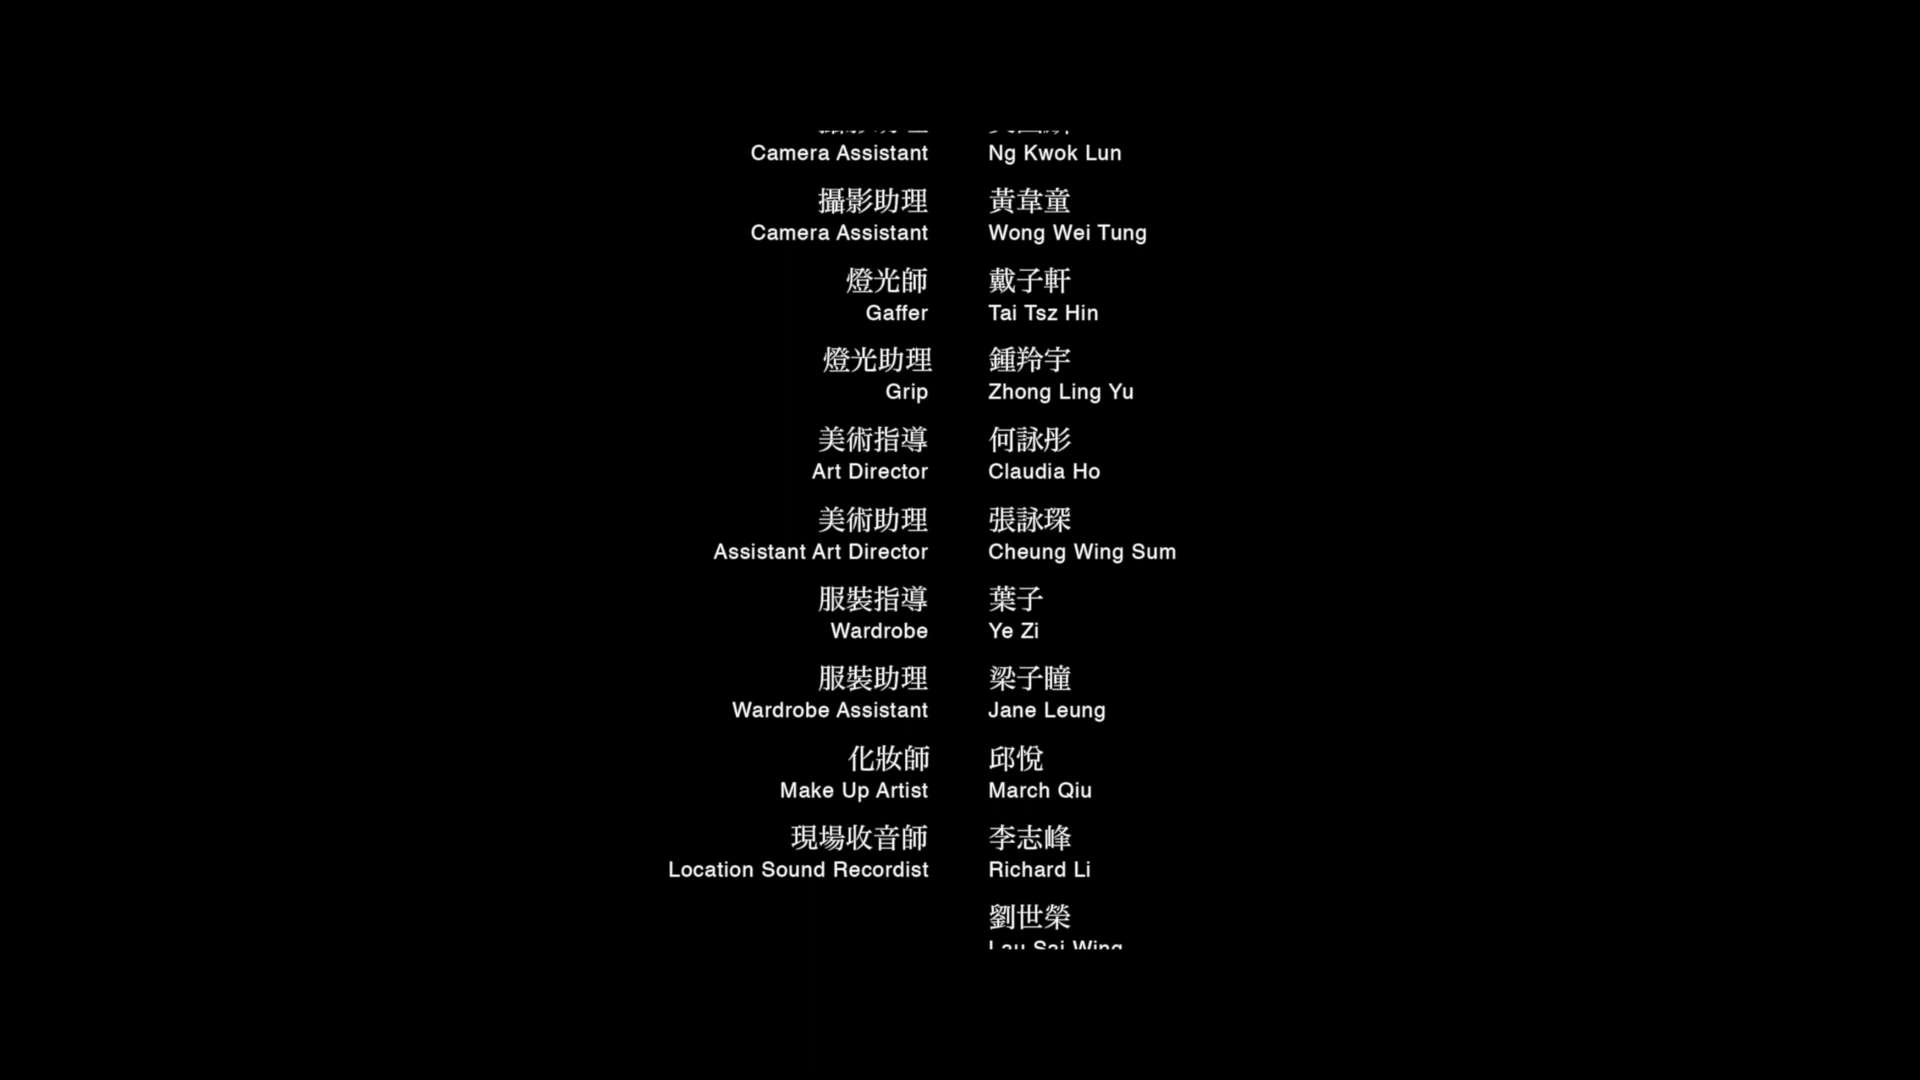 Camera Assistant Ng Kwok Lun
攝影助理 黃韋童
Camera Assistant Wong Wei Tung
燈光師 戴子軒
Gaffer Tai Tsz Hin
燈光助理 鍾羚宇
Grip Zhong Ling Yu
美術指導 何詠彤
Art Director Claudia Ho
美術助理 張詠琛
Assistant Art Director Cheung Wing Sum
服裝指導 葉子
Wardrobe Ye Zi
服裝助理 梁子瞳
Wardrobe Assistant Jane Leung
化妝師 邱悅
Make Up Artist March Qiu
現場收音師 李志峰
Location Sound Recordist Richard Li
劉世榮
Lau Sai Wing